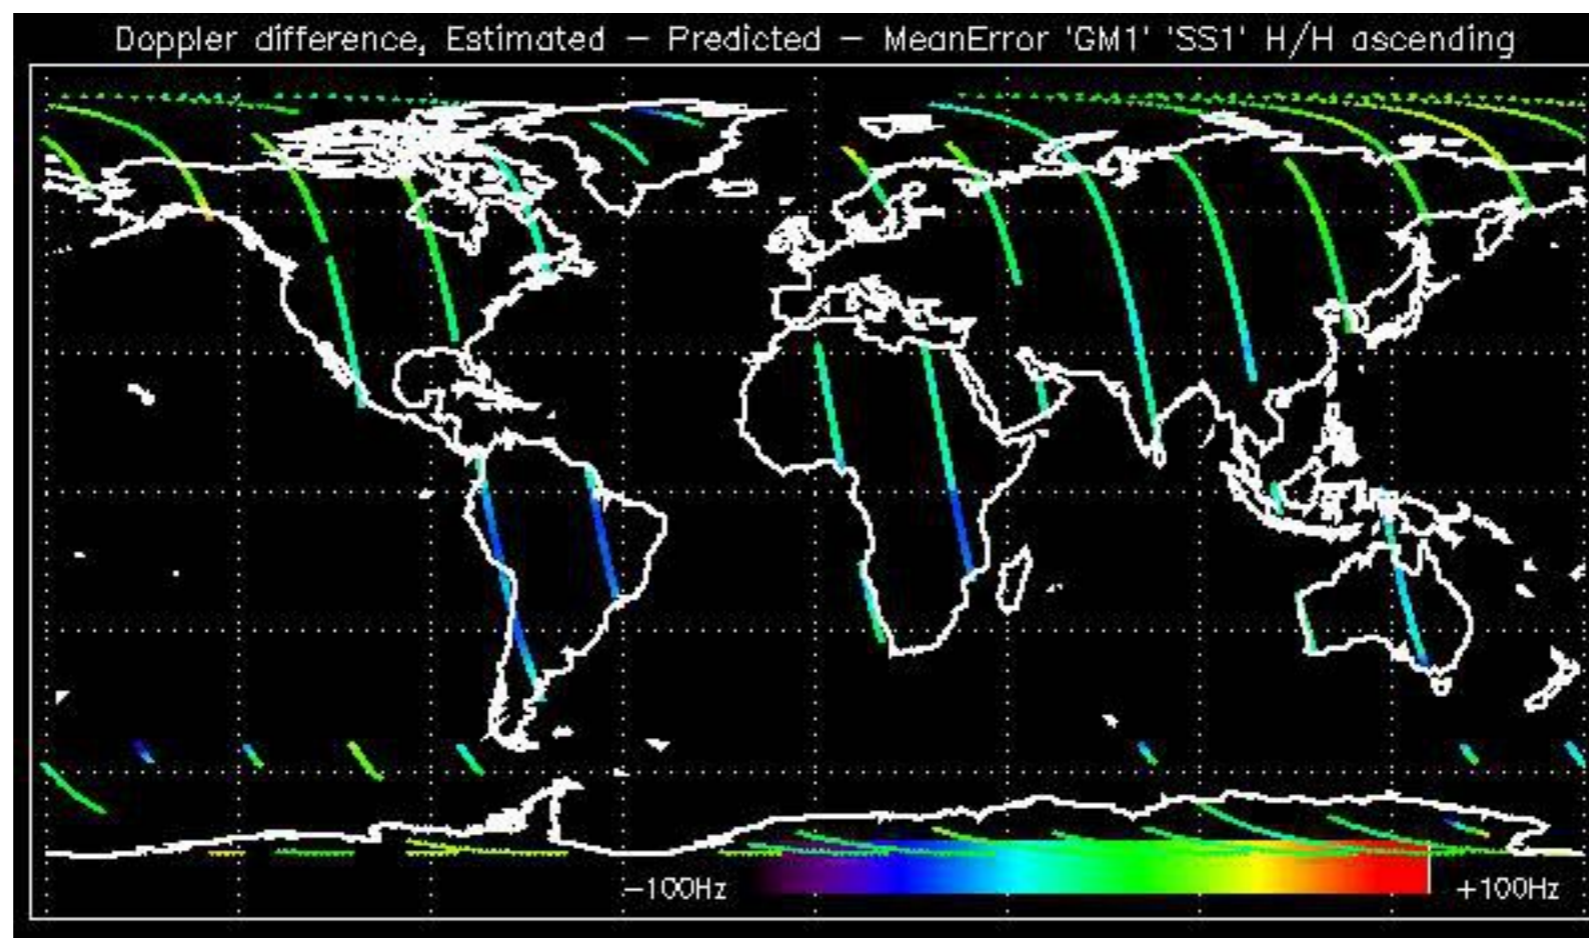 Doppler difference, Estimated – Predicted – MeanError 'GM1' 'SS1' H/H ascending
–100Hz
+100Hz